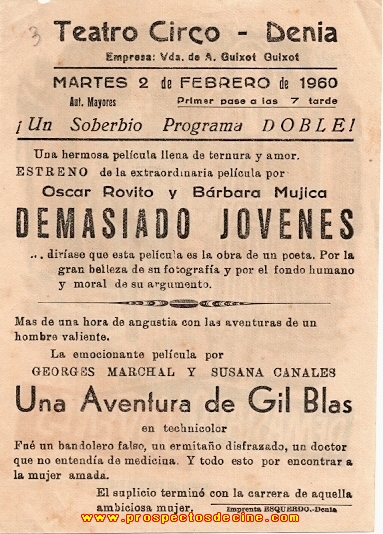 3
Teatro Circo - Denia
Empresa: Vda. de A. Guixot Guixot
MARTES 2 de FEBRERO de 1960
Aut. Mayores Primer pase a las 7 tarde
¡Un Soberbio Programa DOBLE!
Una hermosa película llena de ternura y amor.
ESTRENO de la extraordinaria película por
Oscar Rovito y Bárbara Mujica
DEMASIADO JOVENES
... diríase que esta película es la obra de un poeta. Por la
gran belleza de su fotografía y por el fondo humano
y moral de su argumento.
Mas de una hora de angustia con las aventuras de un
hombre valiente.
La emocionante película por
GEORGES MARCHAL Y SUSANA CANALES
Una Aventura de Gil Blas
en technicolor
Fué un bandolero falso, un ermitaño disfrazado, un doctor
que no entendía de medicina. Y todo esto por encontrar a
la mujer amada.
El suplicio terminó con la carrera de aquella
ambiciosa mujer. Imprenta ESQUERDO.-Denia
www.prospectosdecine.com